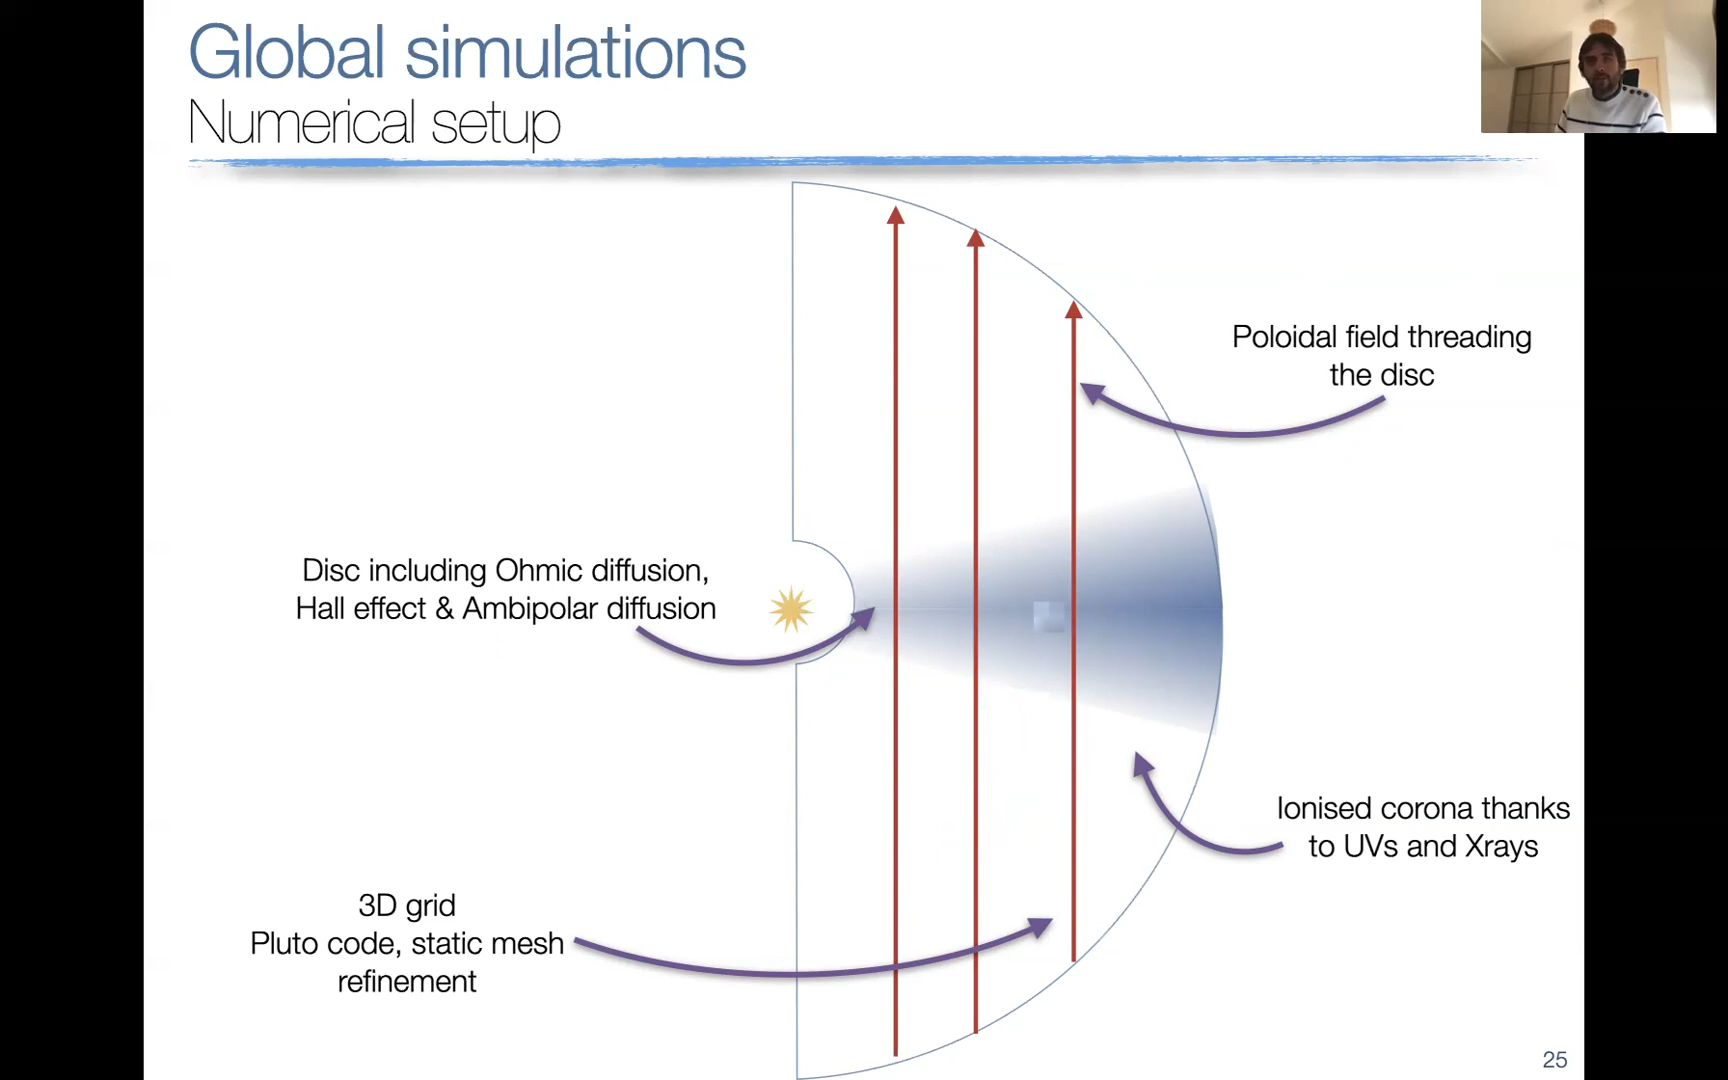 Global simulations
Numerical setup
Poloidal field threading
the disc
Disc including Ohmic diffusion,
Hall effect & Ambipolar diffusion
Ionised corona thanks
to UVs and Xrays
3D grid
Pluto code, static mesh
refinement
25